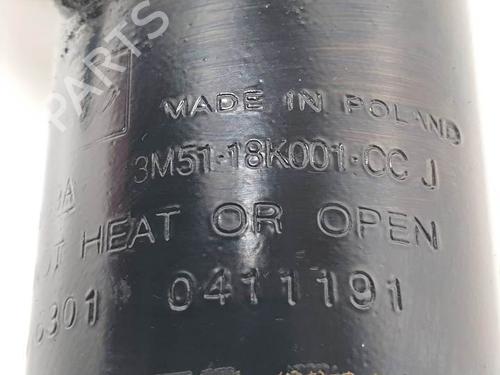 PARTS
MADE IN POLAND
3M51-18K001-CC J
HEAT OR OPEN
0411191